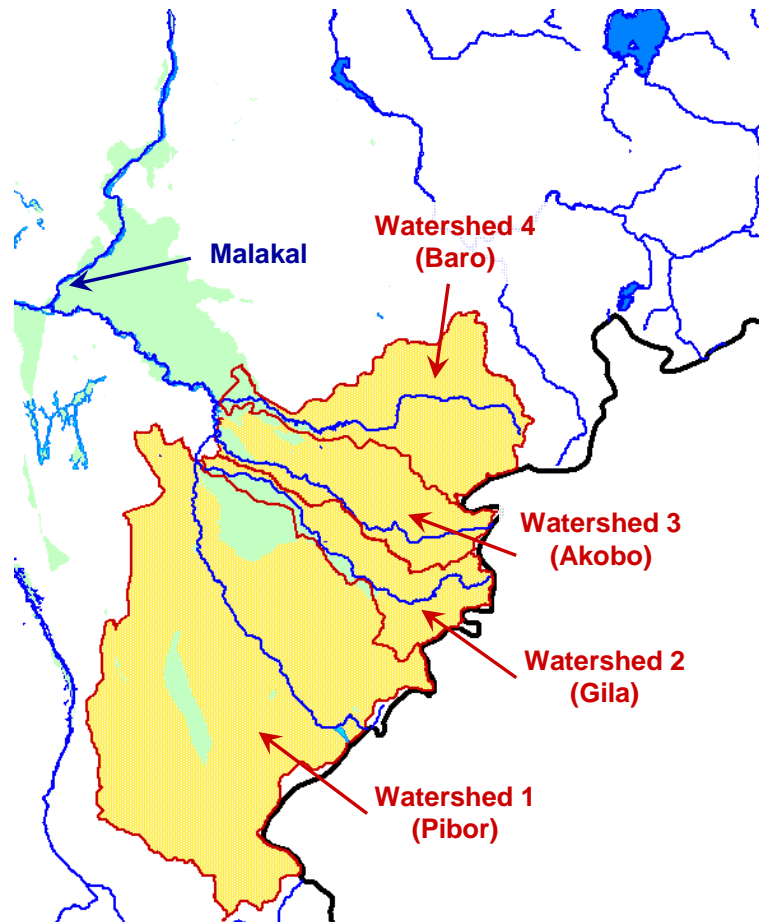 Watershed 4
(Baro)
Malakal
Watershed 3
(Akobo)
Watershed 2
(Gila)
Watershed 1
(Pibor)